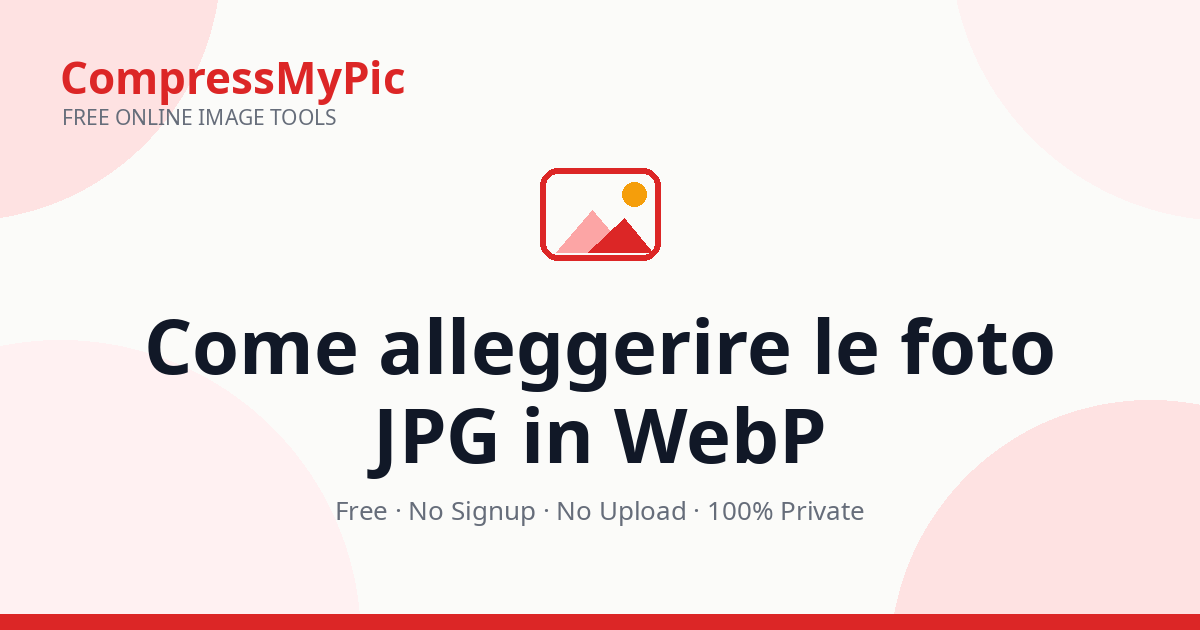 CompressMyPic
FREE ONLINE IMAGE TOOLS
Come alleggerire le foto
JPG in WebP
Free · No Signup · No Upload · 100% Private